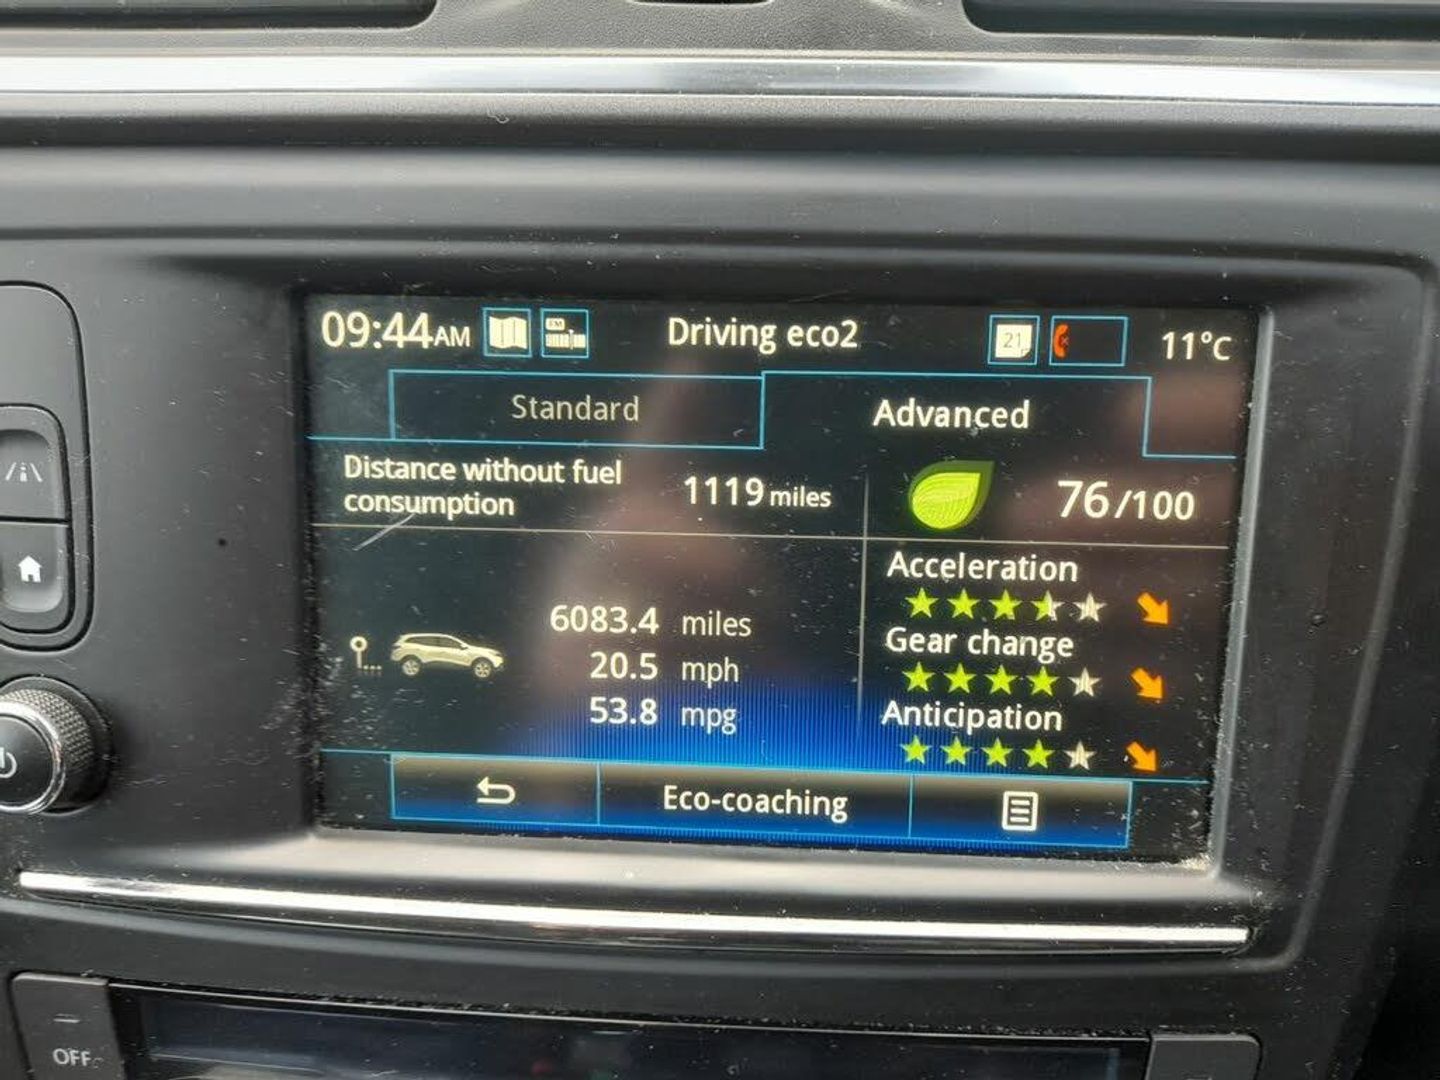 09:44AM Driving eco2 21 11°C
Standard Advanced
Distance without fuel
consumption
1119 miles
76/100
Acceleration
6083.4 miles
Gear change
20.5 mph
53.8 mpg
Anticipation
Eco-coaching
OFF